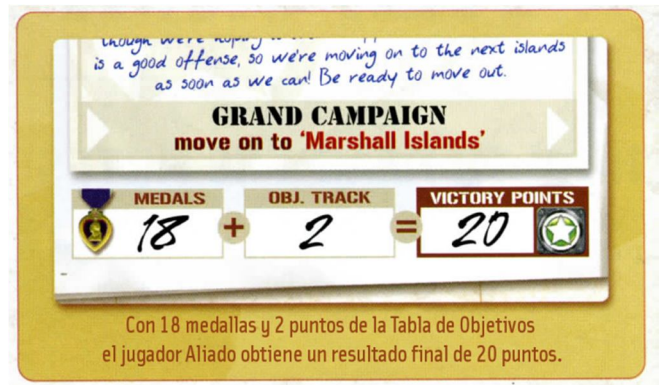 though we're
is a good offense, so we're moving on to the next islands
as soon as we can! Be ready to move out.
GRAND CAMPAIGN
move on to 'Marshall Islands'
MEDALS OBJ. TRACK VICTORY POINTS
18 + 2 = 20
Con 18 medallas y 2 puntos de la Tabla de Objetivos
el jugador Aliado obtiene un resultado final de 20 puntos.